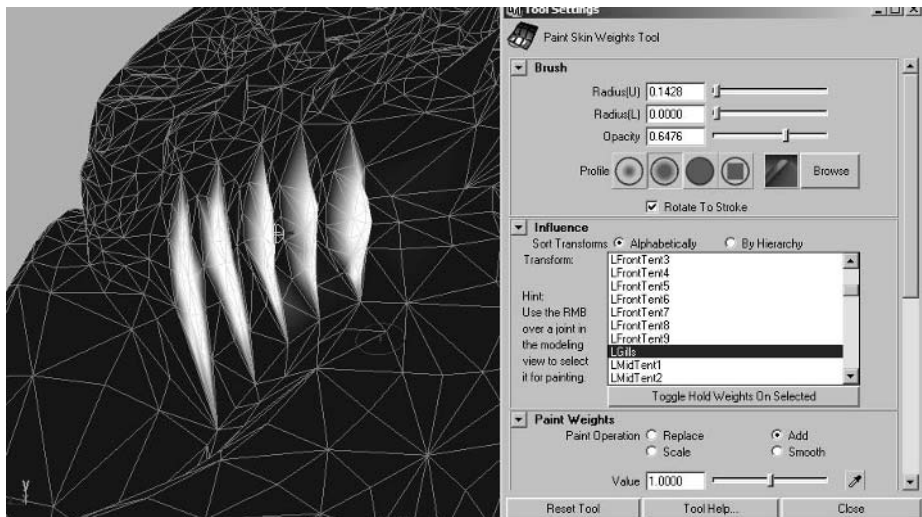 Tool Settings
Paint Skin Weights Tool
Brush
Radius(U) 0.1428
Radius(L) 0.0000
Opacity 0.6476
Profile Browse
Rotate To Stroke
Influence
Sort Transforms Alphabetically By Hierarchy
Transform:
LFrontTent3
LFrontTent4
LFrontTent5
LFrontTent6
LFrontTent7
LFrontTent8
LFrontTent9
LGills
LMidTent1
LMidTent2
Hint:
Use the RMB
over a joint in
the modeling
view to select
it for painting.
Toggle Hold Weights On Selected
Paint Weights
Paint Operation Replace Add
Scale Smooth
Value 1.0000
Reset Tool Tool Help... Close
y